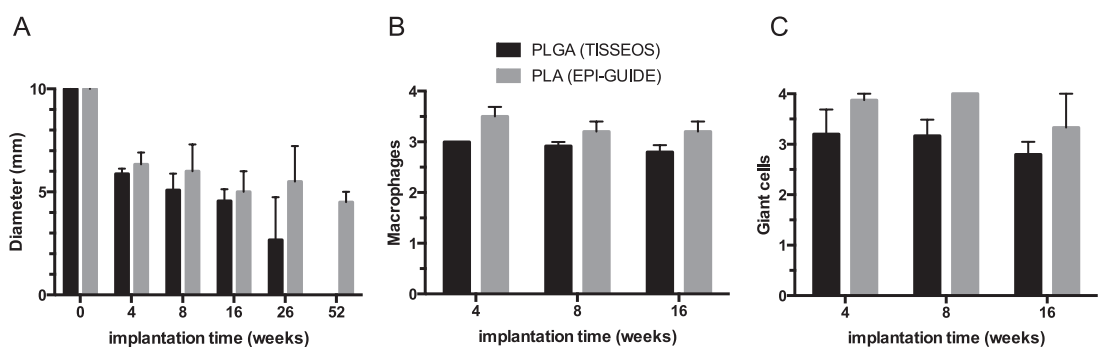 A
B
C
PLGA (TISSEOS)
PLA (EPI-GUIDE)
Diameter (mm)
10
5
0
0 4 8 16 26 52
implantation time (weeks)
Macrophages
4
3
2
1
0
4 8 16
implantation time (weeks)
Giant cells
4
3
2
1
0
4 8 16
implantation time (weeks)